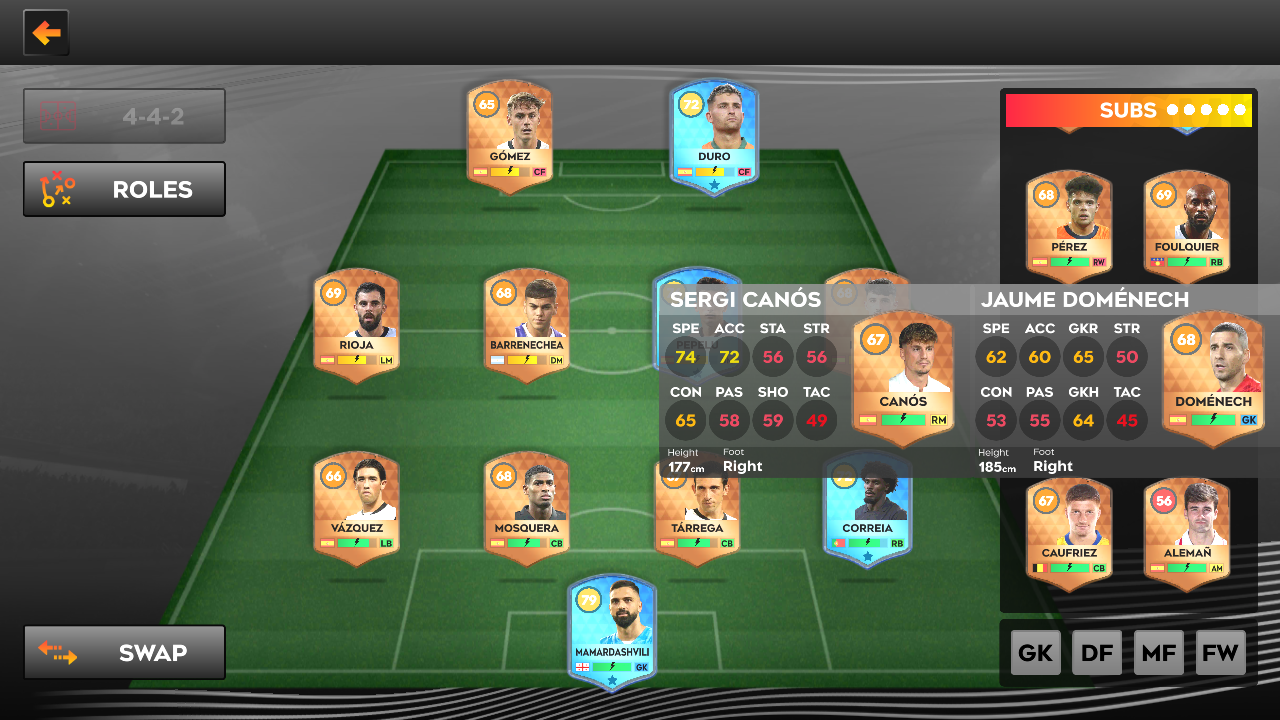 4-4-2
ROLES
SWAP
65
GÓMEZ
CF
72
DURO
CF
69
RIOJA
LM
68
BARRENECHEA
DM
PEPELU
68
66
VÁZQUEZ
LB
68
MOSQUERA
CB
TÁRREGA
CB
CORREIA
RB
79
MAMARDASHVILI
GK
SUBS
68
PÉREZ
RW
69
FOULQUIER
RB
SERGI CANÓS
SPE ACC STA STR
74 72 56 56
CON PAS SHO TAC
65 58 59 49
Height Foot
177cm Right
67
CANÓS
RM
JAUME DOMÉNECH
SPE ACC GKR STR
62 60 65 50
CON PAS GKH TAC
53 55 64 45
Height Foot
185cm Right
68
DOMÉNECH
GK
67
CAUFRIEZ
CB
56
ALEMAÑ
AM
GK DF MF FW